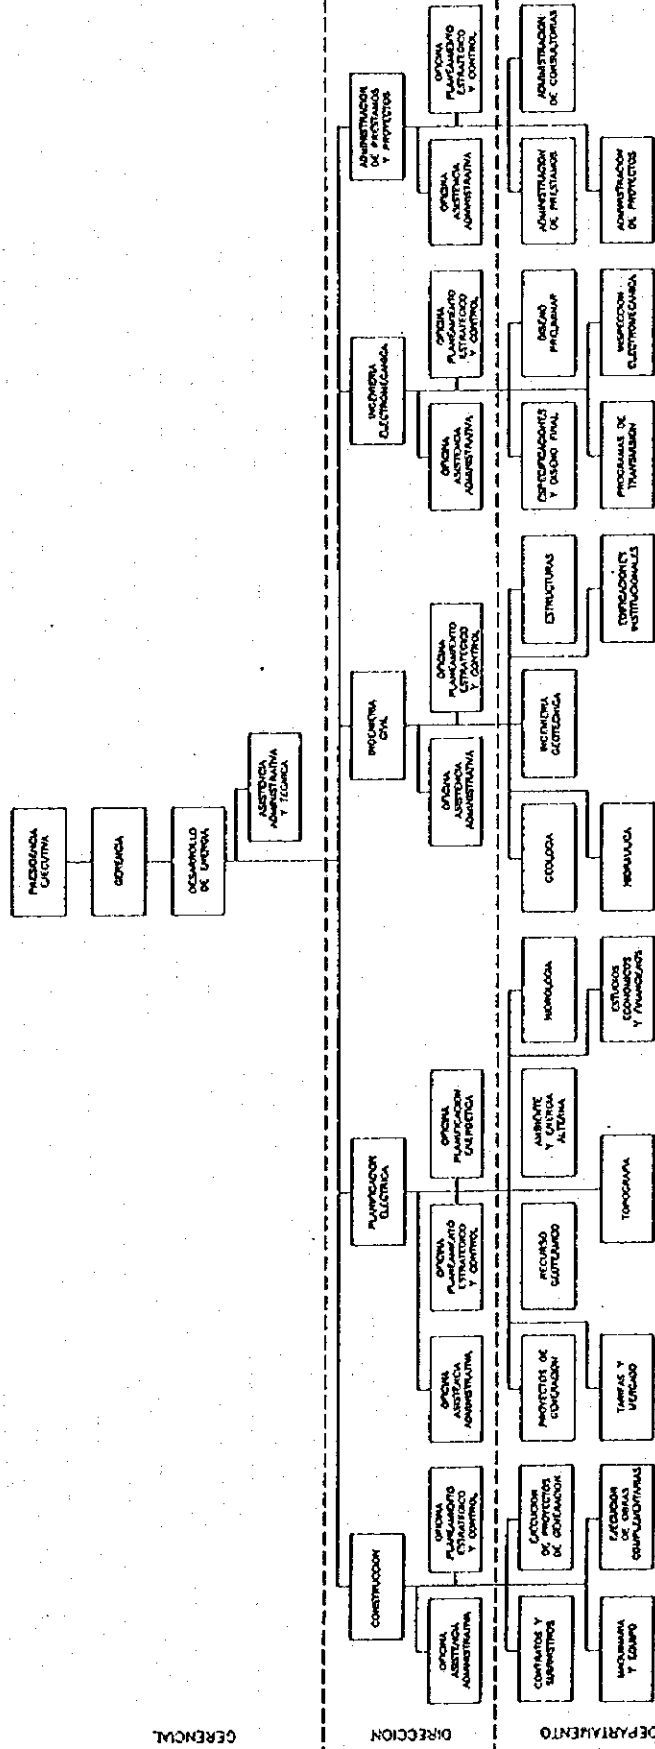 PRESIDENCIA
EJECUTIVA
GERENCIA
DESARROLLO
DE ENERGIA
ASISTENCIA
ADMINISTRATIVA
Y TECNICA
GERENCIAL
CONSTRUCCION
PLANIFICACION
ELECTRICA
INGENIERIA
CIVIL
INGENIERIA
ELECTROMECANICA
ADMINISTRACION
DE PRESTAMOS
Y PROYECTOS
DIRECCION
OFICINA
ASISTENCIA
ADMINISTRATIVA
OFICINA
PLANEAMIENTO
ESTRATEGICO
Y CONTROL
OFICINA
ASISTENCIA
ADMINISTRATIVA
OFICINA
PLANEAMIENTO
ESTRATEGICO
Y CONTROL
OFICINA
PLANIFICACION
ENERGETICA
OFICINA
ASISTENCIA
ADMINISTRATIVA
OFICINA
PLANEAMIENTO
ESTRATEGICO
Y CONTROL
OFICINA
ASISTENCIA
ADMINISTRATIVA
OFICINA
PLANEAMIENTO
ESTRATEGICO
Y CONTROL
OFICINA
ASISTENCIA
ADMINISTRATIVA
OFICINA
PLANEAMIENTO
ESTRATEGICO
Y CONTROL
DEPARTAMENTO
CONTRATOS Y
SUMINISTROS
EJECUCION
DE PROYECTOS
DE GENERACION
PROYECTOS DE
GENERACION
RECURSO
GEOTERMICO
AMBIENTE
Y ENERGIA
ALTERNA
HIDROLOGIA
GEOLOGIA
INGENIERIA
GEOTECNICA
ESTRUCTURAS
ESPECIFICACIONES
Y DISEÑO FINAL
DISEÑO
PRELIMINAR
ADMINISTRACION
DE PRESTAMOS
ADMINISTRACION
DE CONSULTORIAS
MAQUINARIA
Y EQUIPO
EJECUCION
DE OBRAS
COMPLEMENTARIAS
TARIFAS Y
MERCADO
TOPOGRAFIA
ESTUDIOS
ECONOMICOS
Y FINANCIEROS
HIDRAULICA
EDIFICACIONES
INSTITUCIONALES
PROGRAMAS DE
TRANSMISION
INSPECCION
ELECTROMECANICA
ADMINISTRACION
DE PROYECTOS